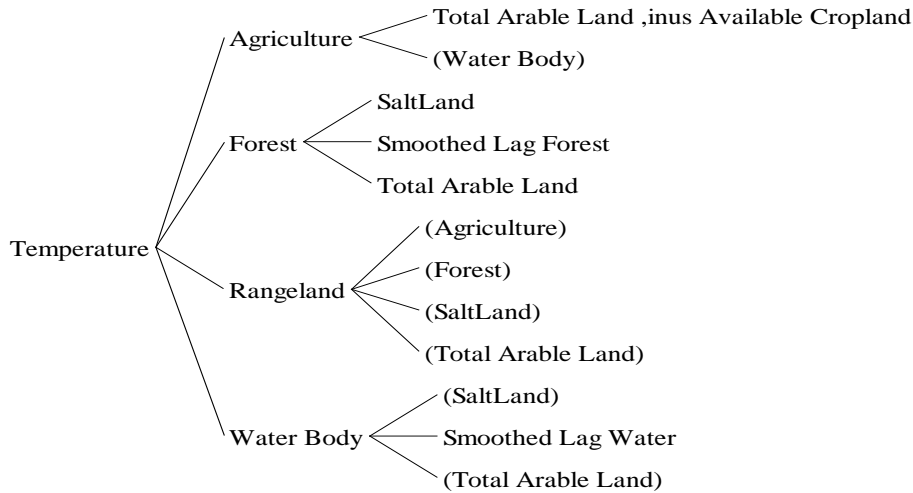 Total Arable Land ,inus Available Cropland
Agriculture
(Water Body)
SaltLand
Forest
Smoothed Lag Forest
Total Arable Land
Temperature
(Agriculture)
(Forest)
Rangeland
(SaltLand)
(Total Arable Land)
(SaltLand)
Water Body
Smoothed Lag Water
(Total Arable Land)